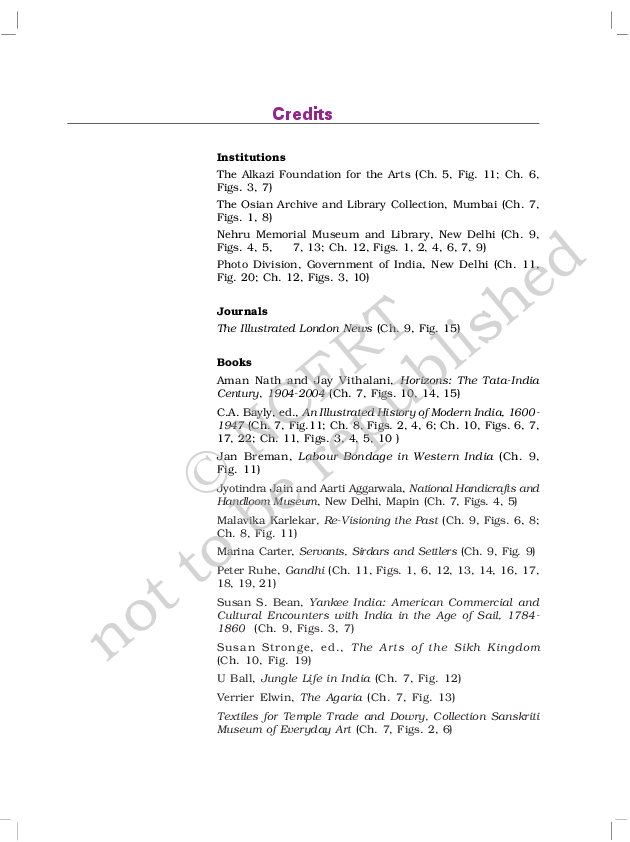 Credits
Institutions
The Alkazi Foundation for the Arts (Ch. 5, Fig. 11; Ch. 6,
Figs. 3, 7)
The Osian Archive and Library Collection, Mumbai (Ch. 7,
Figs. 1, 8)
Nehru Memorial Museum and Library, New Delhi (Ch. 9,
Figs. 4, 5, 7, 13; Ch. 12, Figs. 1, 2, 4, 6, 7, 9)
Photo Division, Government of India, New Delhi (Ch. 11,
Fig. 20; Ch. 12, Figs. 3, 10)
Journals
The Illustrated London News (Ch. 9, Fig. 15)
Books
Aman Nath and Jay Vithalani, Horizons: The Tata-India
Century, 1904-2004 (Ch. 7, Figs. 10, 14, 15)
C.A. Bayly, ed., An Illustrated History of Modern India, 1600-
1947 (Ch. 7, Fig.11; Ch. 8, Figs. 2, 4, 6; Ch. 10, Figs. 6, 7,
17, 22; Ch. 11, Figs. 3, 4, 5, 10 )
Jan Breman, Labour Bondage in Western India (Ch. 9,
Fig. 11)
Jyotindra Jain and Aarti Aggarwala, National Handicrafts and
Handloom Museum, New Delhi, Mapin (Ch. 7, Figs. 4, 5)
Malavika Karlekar, Re-Visioning the Past (Ch. 9, Figs. 6, 8;
Ch. 8, Fig. 11)
Marina Carter, Servants, Sirdars and Settlers (Ch. 9, Fig. 9)
Peter Ruhe, Gandhi (Ch. 11, Figs. 1, 6, 12, 13, 14, 16, 17,
18, 19, 21)
Susan S. Bean, Yankee India: American Commercial and
Cultural Encounters with India in the Age of Sail, 1784-
1860 (Ch. 9, Figs. 3, 7)
Susan Stronge, ed., The Arts of the Sikh Kingdom
(Ch. 10, Fig. 19)
U Ball, Jungle Life in India (Ch. 7, Fig. 12)
Verrier Elwin, The Agaria (Ch. 7, Fig. 13)
Textiles for Temple Trade and Dowry, Collection Sanskriti
Museum of Everyday Art (Ch. 7, Figs. 2, 6)
© NCERT
not to be republished